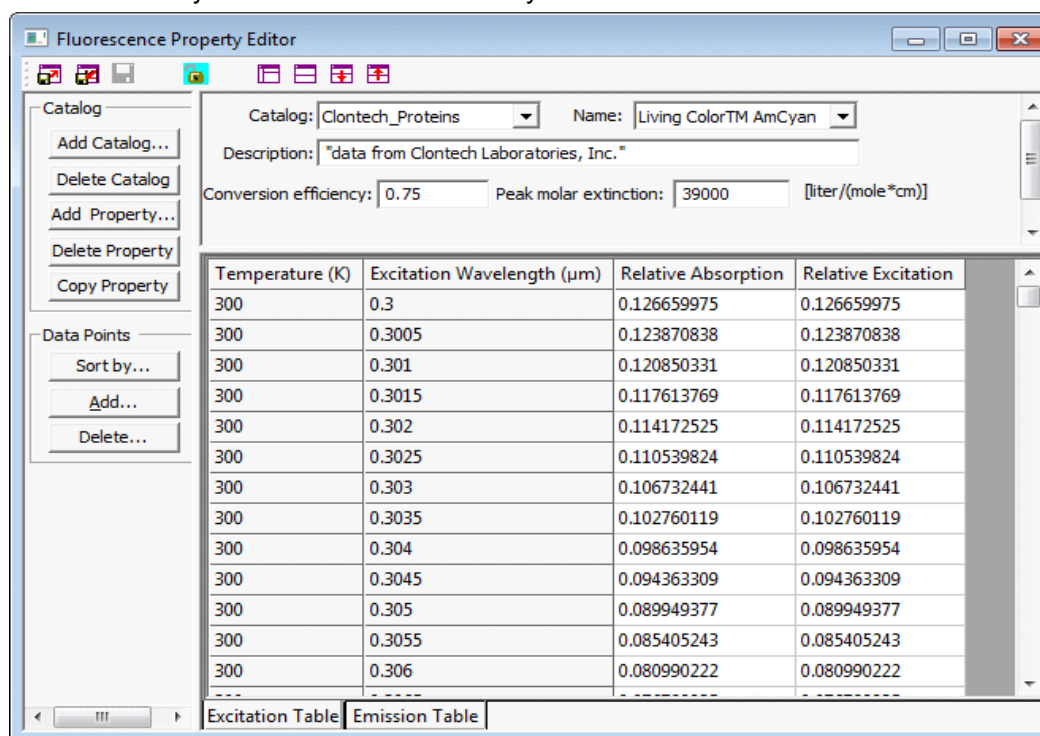 Fluorescence Property Editor
Catalog
Add Catalog...
Delete Catalog
Add Property...
Delete Property
Copy Property
Data Points
Sort by...
Add...
Delete...
Catalog: Clontech_Proteins Name: Living ColorTM AmCyan
Description: "data from Clontech Laboratories, Inc."
Conversion efficiency: 0.75 Peak molar extinction: 39000 [liter/(mole*cm)]
Temperature (K) Excitation Wavelength (µm) Relative Absorption Relative Excitation
300 0.3 0.126659975 0.126659975
300 0.3005 0.123870838 0.123870838
300 0.301 0.120850331 0.120850331
300 0.3015 0.117613769 0.117613769
300 0.302 0.114172525 0.114172525
300 0.3025 0.110539824 0.110539824
300 0.303 0.106732441 0.106732441
300 0.3035 0.102760119 0.102760119
300 0.304 0.098635954 0.098635954
300 0.3045 0.094363309 0.094363309
300 0.305 0.089949377 0.089949377
300 0.3055 0.085405243 0.085405243
300 0.306 0.080990222 0.080990222
Excitation Table Emission Table